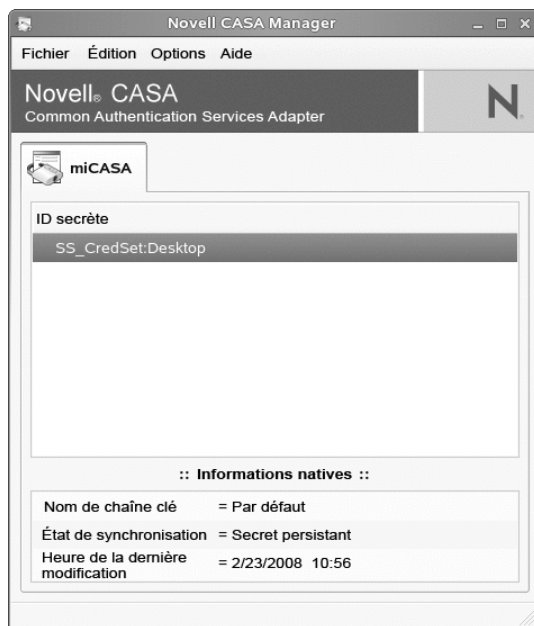 Novell CASA Manager
Fichier Édition Options Aide
Novell® CASA
Common Authentication Services Adapter
N
miCASA
ID secrète
SS_CredSet:Desktop
:: Informations natives ::
Nom de chaîne clé = Par défaut
État de synchronisation = Secret persistant
Heure de la dernière
modification = 2/23/2008 10:56